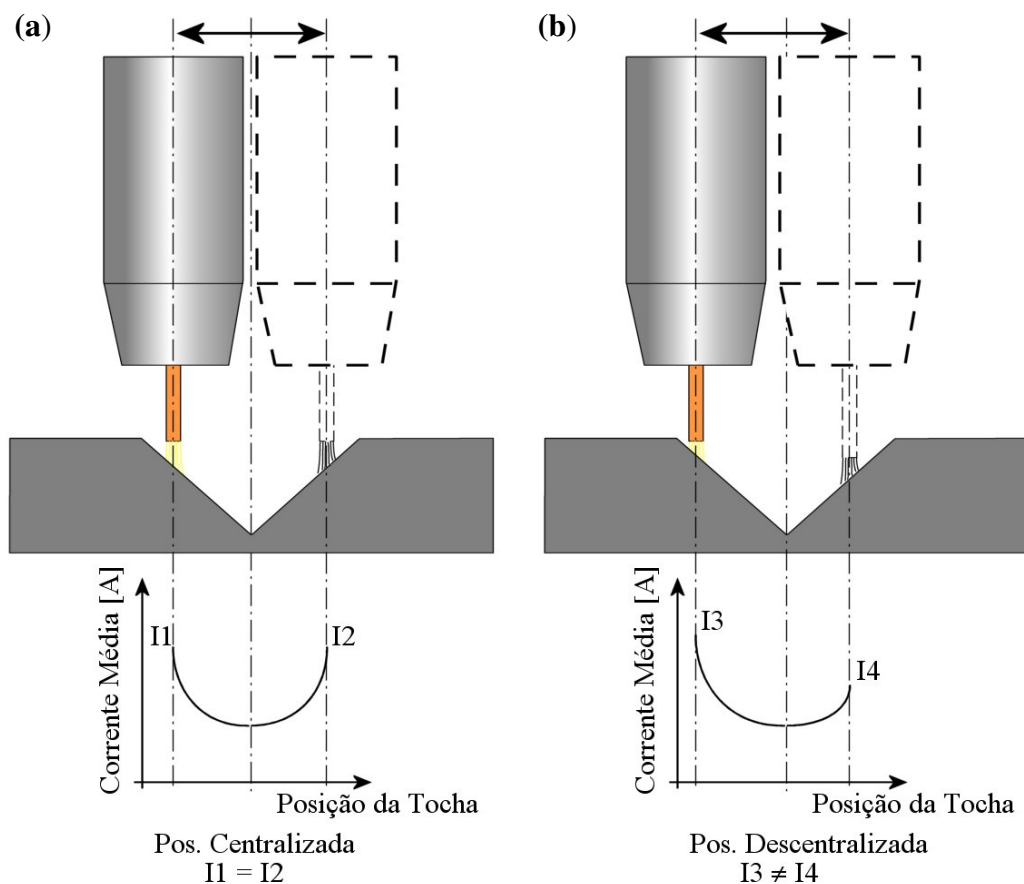 (a)
Corrente Média [A]
I1
I2
Posição da Tocha
Pos. Centralizada
I1 = I2
(b)
Corrente Média [A]
I3
I4
Posição da Tocha
Pos. Descentralizada
I3 ≠ I4